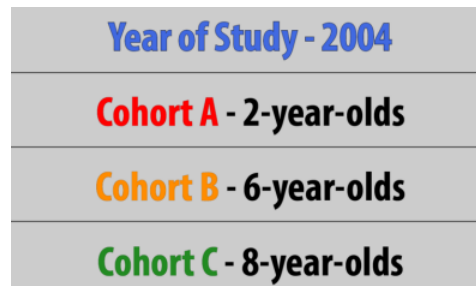 Year of Study - 2004
Cohort A - 2-year-olds
Cohort B - 6-year-olds
Cohort C - 8-year-olds